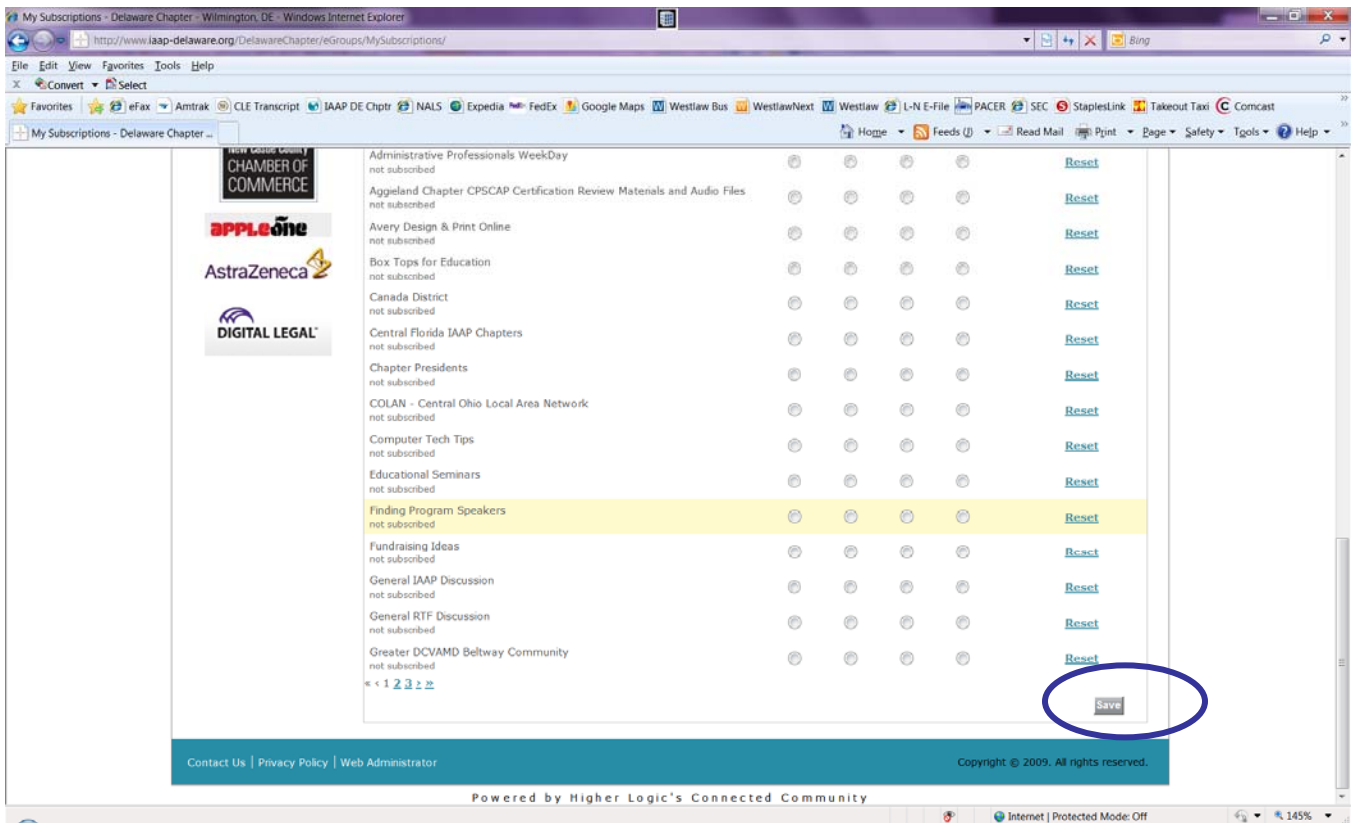 My Subscriptions - Delaware Chapter - Wilmington, DE - Windows Internet Explorer
http://www.iaap-delaware.org/DelawareChapter/eGroups/MySubscriptions/
Bing
File Edit View Favorites Tools Help
X Convert Select
Favorites eFax Amtrak CLE Transcript IAAP DE Chptr NALS Expedia FedEx Google Maps Westlaw Bus WestlawNext Westlaw L-N E-File PACER SEC StaplesLink Takeout Taxi Comcast
My Subscriptions - Delaware Chapter ... Home Feeds (J) Read Mail Print Page Safety Tools Help
New Castle County
CHAMBER OF
COMMERCE
APPLEONE
AstraZeneca
DIGITAL LEGAL
Administrative Professionals WeekDay Reset
not subscribed
Aggieland Chapter CPSCAP Certification Review Materials and Audio Files Reset
not subscribed
Avery Design & Print Online Reset
not subscribed
Box Tops for Education Reset
not subscribed
Canada District Reset
not subscribed
Central Florida IAAP Chapters Reset
not subscribed
Chapter Presidents Reset
not subscribed
COLAN - Central Ohio Local Area Network Reset
not subscribed
Computer Tech Tips Reset
not subscribed
Educational Seminars Reset
not subscribed
Finding Program Speakers Reset
not subscribed
Fundraising Ideas Reset
not subscribed
General IAAP Discussion Reset
not subscribed
General RTF Discussion Reset
not subscribed
Greater DCVAMD Beltway Community Reset
not subscribed
« ‹ 1 2 3 › »
Save
Contact Us | Privacy Policy | Web Administrator Copyright © 2009. All rights reserved.
Powered by Higher Logic's Connected Community
Internet | Protected Mode: Off 145%